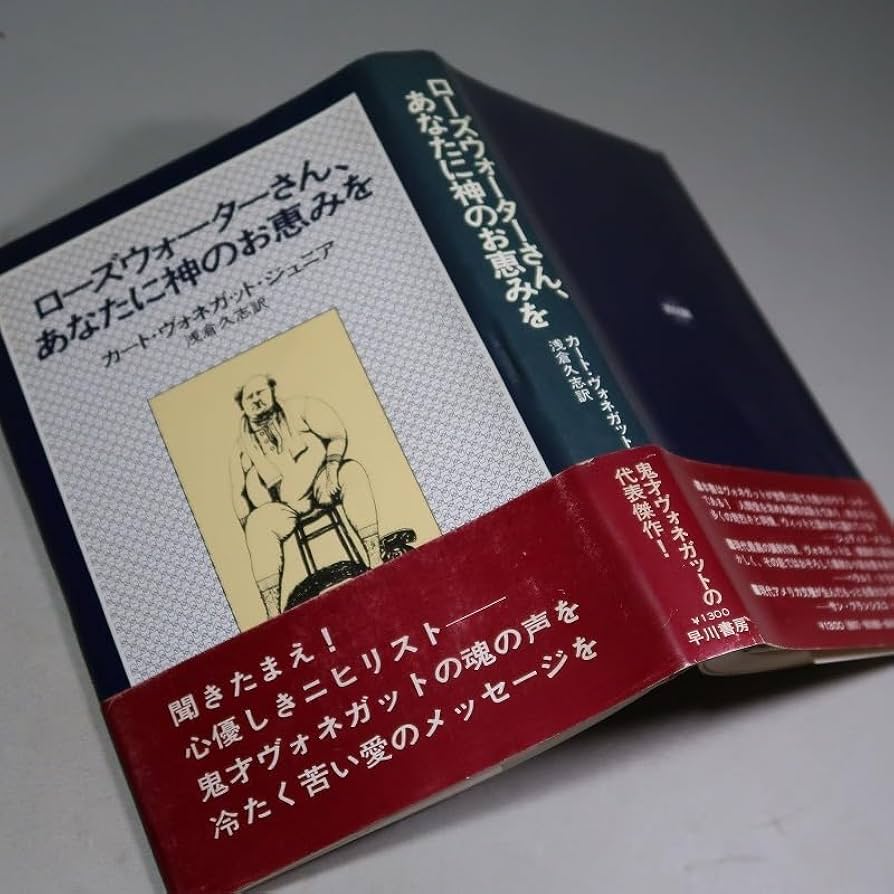 ローズウォーターさん、
あなたに神のお恵みを
カート・ヴォネガット・ジュニア
浅倉久志訳
聞きたまえ!
心優しきニヒリスト――
鬼才ヴォネガットの魂の声を
冷たく苦い愛のメッセージを
ローズウォーターさん、
あなたに神のお恵みを
カート・ヴォネガット
浅倉久志訳
鬼才ヴォネガットの
代表傑作!
¥1300
早川書房
¥1300